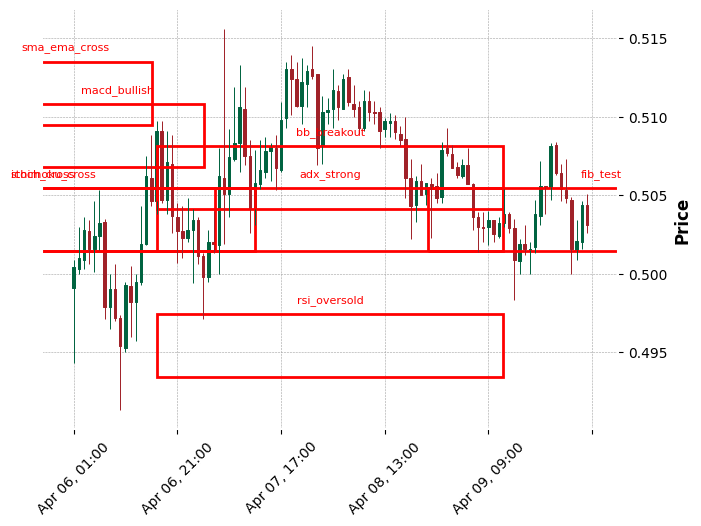 sma_ema_cross
macd_bullish
bb_breakout
adx_strong
fib_test
rsi_oversold
0.515
0.510
0.505
0.500
0.495
Price
Apr 06, 01:00
Apr 06, 21:00
Apr 07, 17:00
Apr 08, 13:00
Apr 09, 09:00